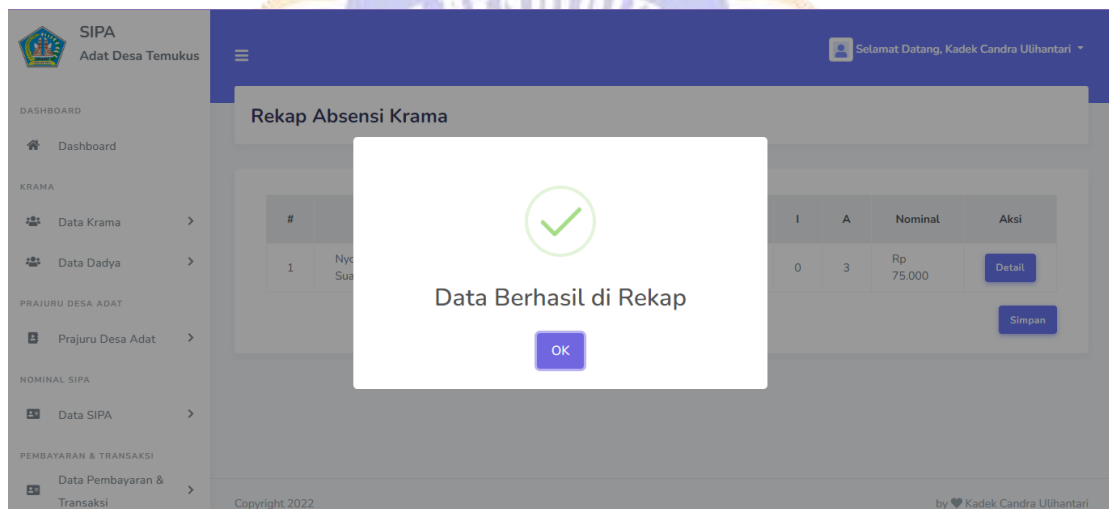 SIPA
Adat Desa Temukus
Selamat Datang, Kadek Candra Ulihantari
DASHBOARD
Dashboard
KRAMA
Data Krama
Data Dadya
PRAJURU DESA ADAT
Prajuru Desa Adat
NOMINAL SIPA
Data SIPA
PEMBAYARAN & TRANSAKSI
Data Pembayaran &
Transaksi
Rekap Absensi Krama
# I A Nominal Aksi
1 0 3 Rp
75.000 Detail
Simpan
Data Berhasil di Rekap
OK
Copyright 2022
by Kadek Candra Ulihantari